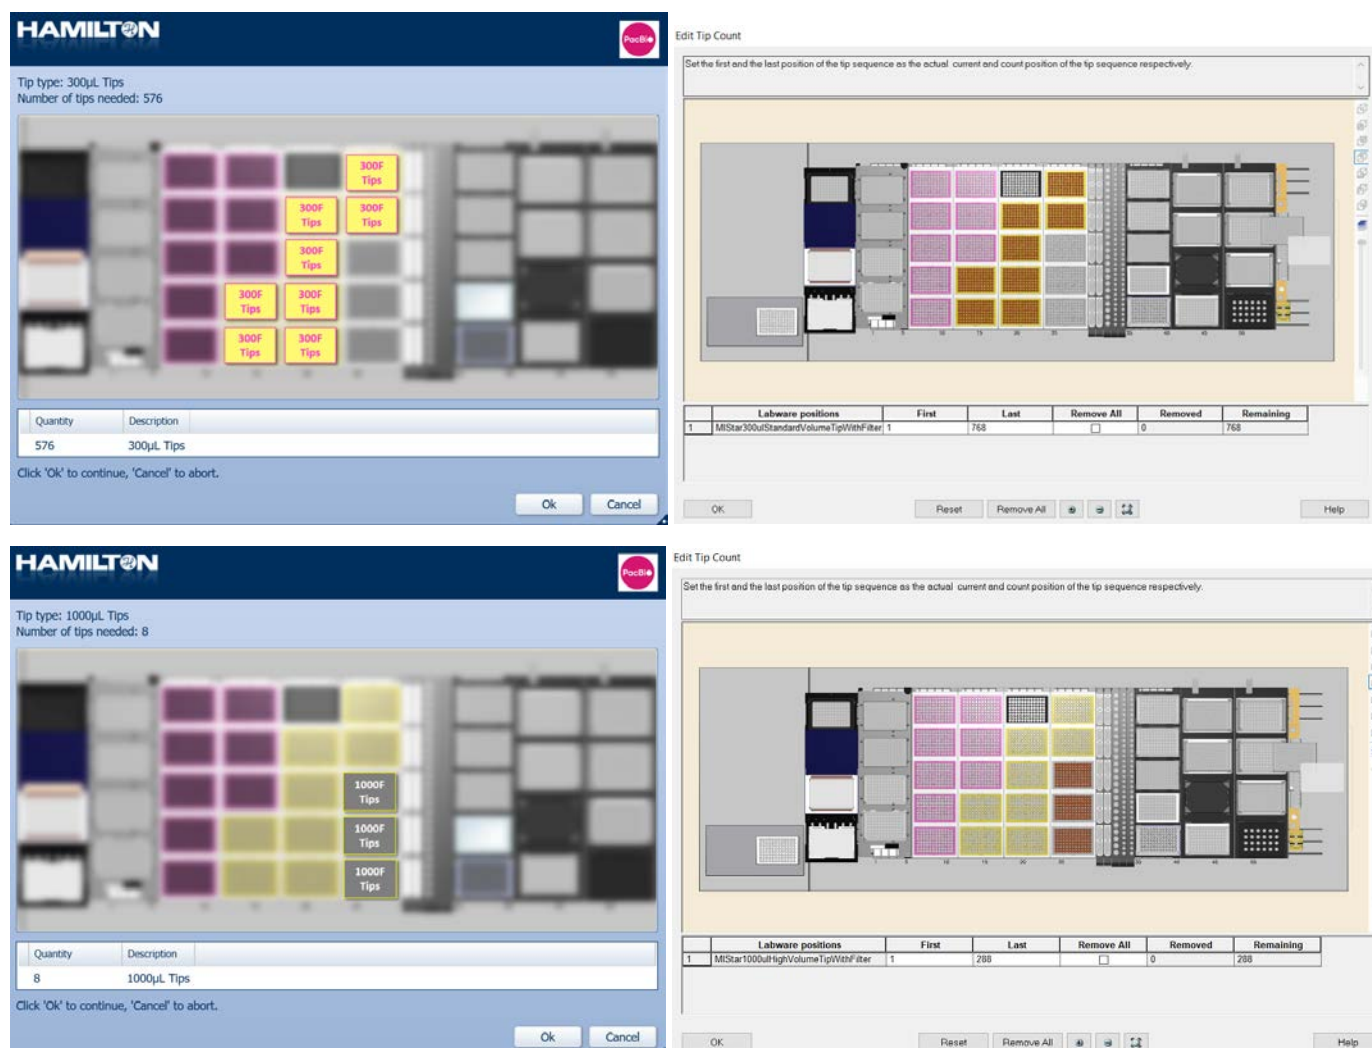 HAMILTON
PacBio
Tip type: 300µL Tips
Number of tips needed: 576
300F
Tips
300F
Tips
300F
Tips
300F
Tips
300F
Tips
300F
Tips
300F
Tips
300F
Tips
Quantity Description
576 300µL Tips
Click 'Ok' to continue, 'Cancel' to abort.
Ok Cancel
Edit Tip Count
Set the first and the last position of the tip sequence as the actual current and count position of the tip sequence respectively.
Labware positions First Last Remove All Removed Remaining
1 MlStar300ulStandardVolumeTipWithFilter 1 768 0 768
OK Reset Remove All Help
HAMILTON
PacBio
Tip type: 1000µL Tips
Number of tips needed: 8
1000F
Tips
1000F
Tips
1000F
Tips
Quantity Description
8 1000µL Tips
Click 'Ok' to continue, 'Cancel' to abort.
Ok Cancel
Edit Tip Count
Set the first and the last position of the tip sequence as the actual current and count position of the tip sequence respectively.
Labware positions First Last Remove All Removed Remaining
1 MlStar1000ulHighVolumeTipWithFilter 1 288 0 288
OK Reset Remove All Help